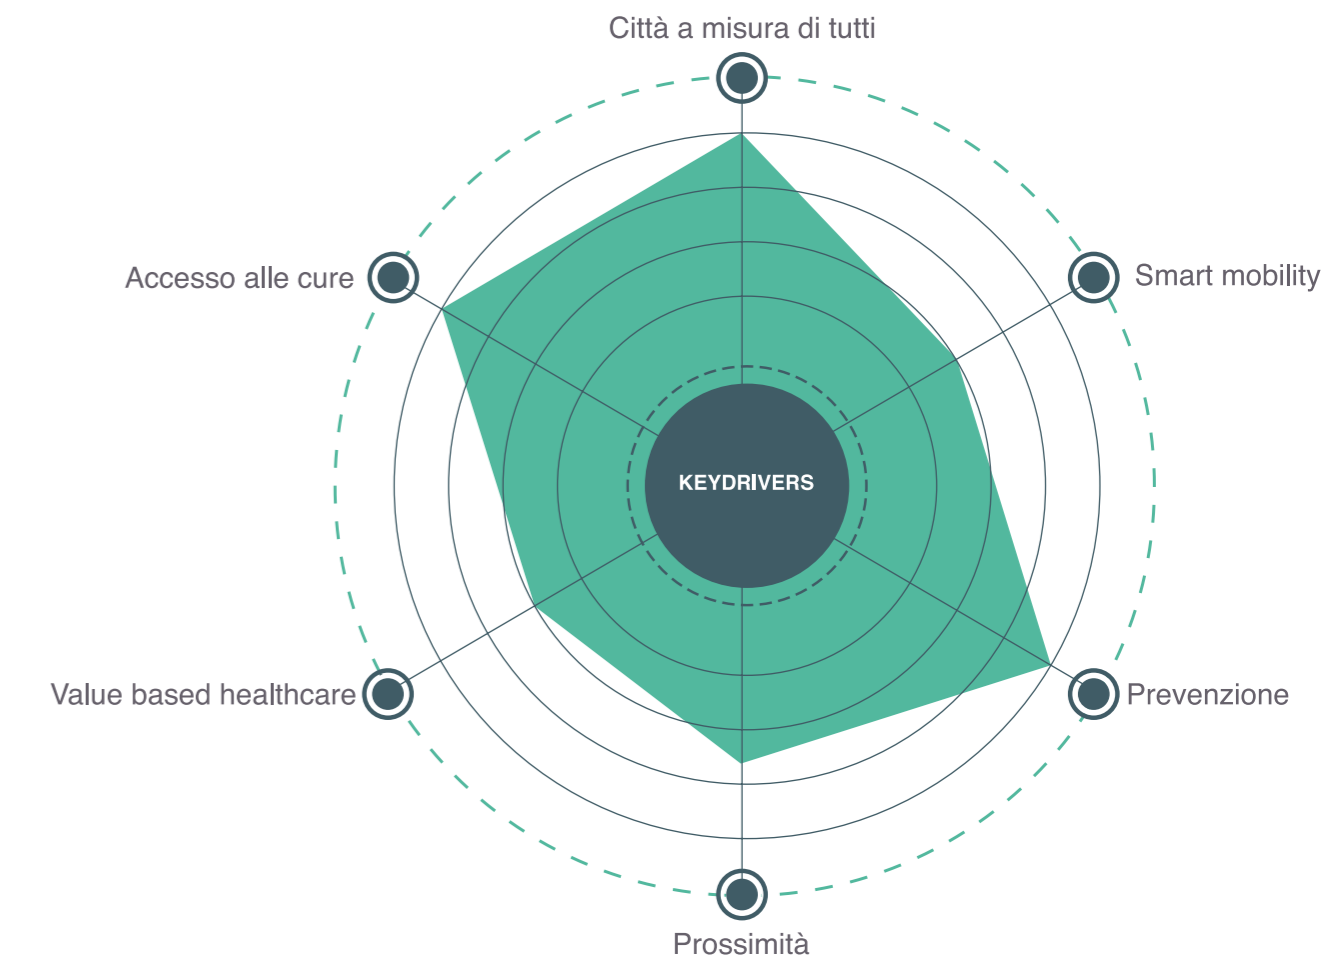 Città a misura di tutti
Accesso alle cure
Smart mobility
KEYDRIVERS
Value based healthcare
Prevenzione
Prossimità